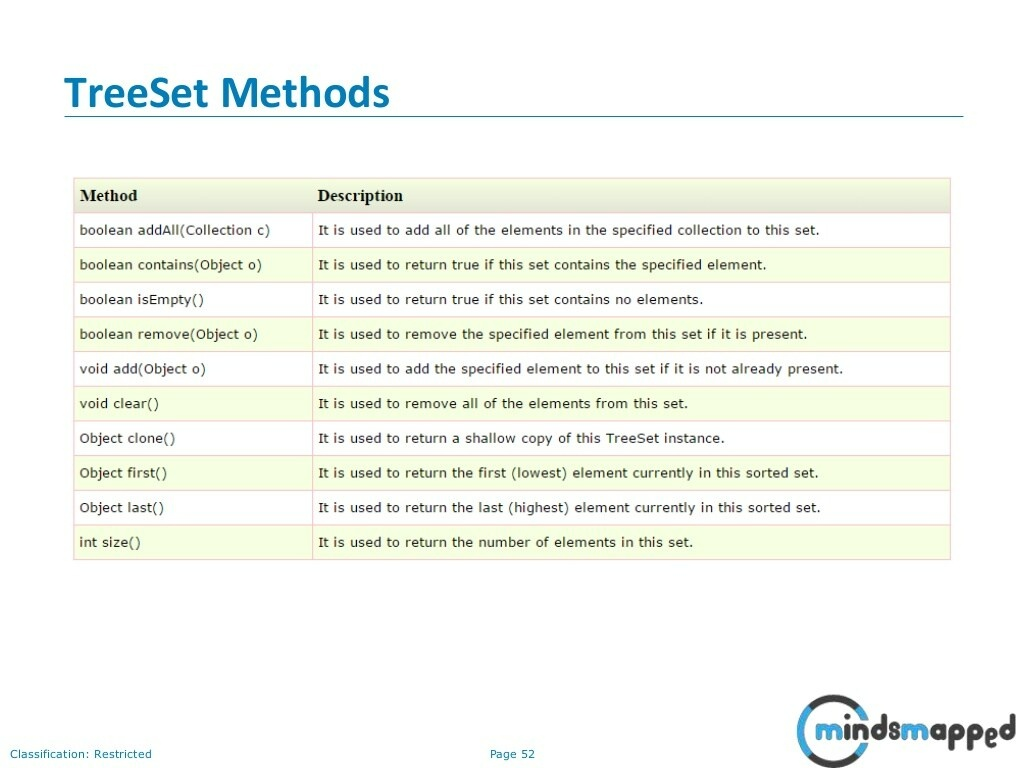 TreeSet Methods
Method Description
boolean addAll(Collection c) It is used to add all of the elements in the specified collection to this set.
boolean contains(Object o) It is used to return true if this set contains the specified element.
boolean isEmpty() It is used to return true if this set contains no elements.
boolean remove(Object o) It is used to remove the specified element from this set if it is present.
void add(Object o) It is used to add the specified element to this set if it is not already present.
void clear() It is used to remove all of the elements from this set.
Object clone() It is used to return a shallow copy of this TreeSet instance.
Object first() It is used to return the first (lowest) element currently in this sorted set.
Object last() It is used to return the last (highest) element currently in this sorted set.
int size() It is used to return the number of elements in this set.
mindsmapped
Classification: Restricted Page 52